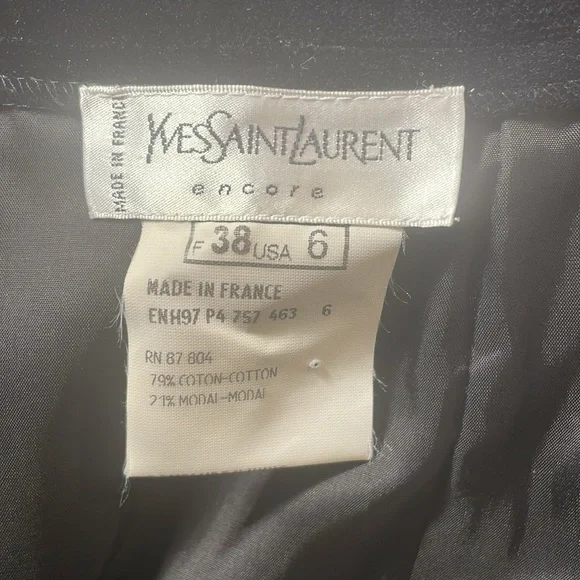 MADE IN FRANCE
YVESSAINTLAURENT
encore
F 38 USA 6
MADE IN FRANCE
ENH97 P4 757 463 6
RN 87 804
79% COTON-COTTON
21% MODAL-MODAL